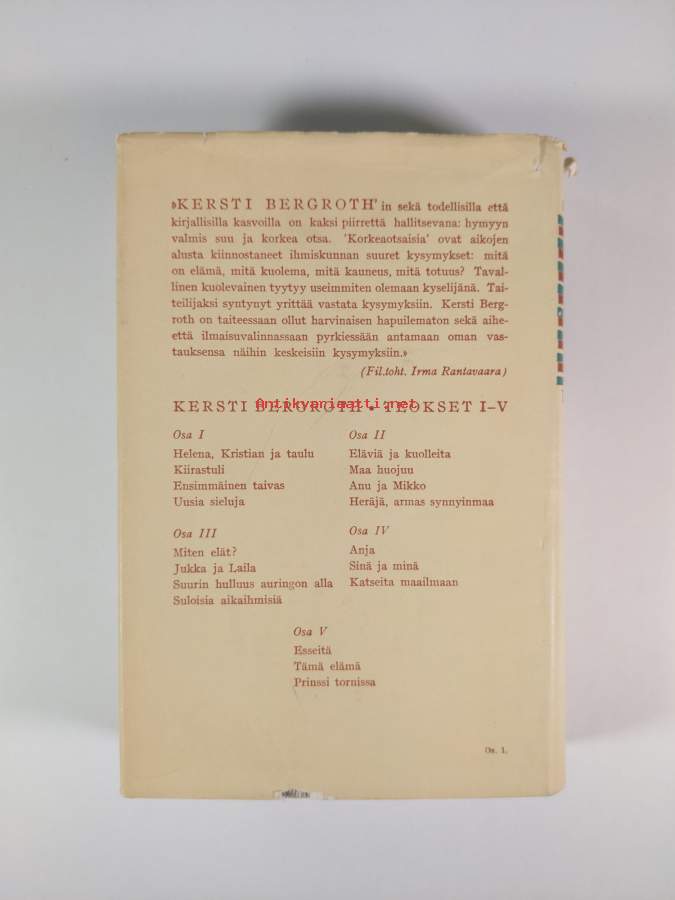 »KERSTI BERGROTH'in sekä todellisilla että
kirjallisilla kasvoilla on kaksi piirrettä hallitsevana: hymyyn
valmis suu ja korkea otsa. 'Korkeaotsaisia' ovat aikojen
alusta kiinnostaneet ihmiskunnan suuret kysymykset: mitä
on elämä, mitä kuolema, mitä kauneus, mitä totuus? Taval-
linen kuolevainen tyytyy useimmiten olemaan kyselijänä. Tai-
teilijaksi syntynyt yrittää vastata kysymyksiin. Kersti Berg-
roth on taiteessaan ollut harvinaisen hapuilematon sekä aihe-
että ilmaisuvalinnassaan pyrkiessään antamaan oman vas-
tauksensa näihin keskeisiin kysymyksiin.»
(Fil.toht. Irma Rantavaara)
Antikvariaatti.net
KERSTI BERGROTH • TEOKSET I–V
Osa I
Helena, Kristian ja taulu
Kiirastuli
Ensimmäinen taivas
Uusia sieluja
Osa II
Eläviä ja kuolleita
Maa huojuu
Anu ja Mikko
Heräjä, armas synnyinmaa
Osa III
Miten elät?
Jukka ja Laila
Suurin hulluus auringon alla
Suloisia aikaihmisiä
Osa IV
Anja
Sinä ja minä
Katseita maailmaan
Osa V
Esseitä
Tämä elämä
Prinssi tornissa
Os. 1.